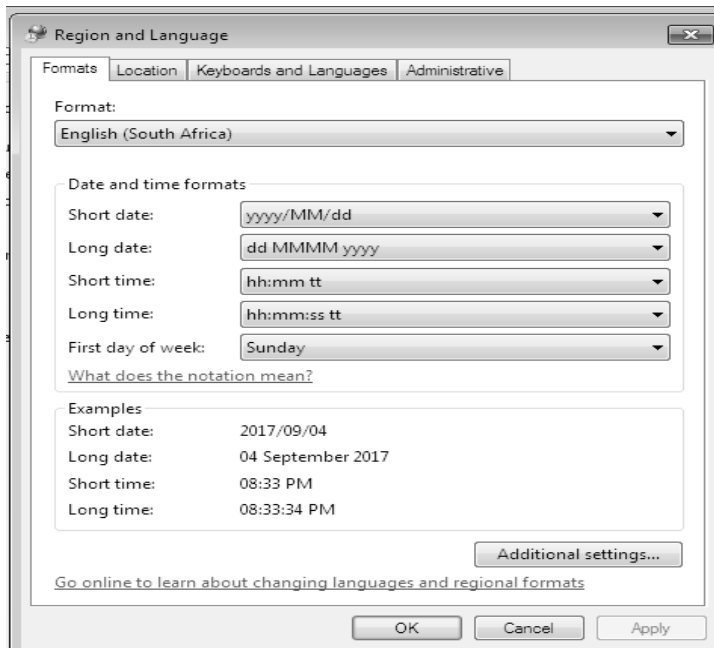 Region and Language
Formats Location Keyboards and Languages Administrative
Format:
English (South Africa)
Date and time formats
Short date: yyyy/MM/dd
Long date: dd MMMM yyyy
Short time: hh:mm tt
Long time: hh:mm:ss tt
First day of week: Sunday
What does the notation mean?
Examples
Short date: 2017/09/04
Long date: 04 September 2017
Short time: 08:33 PM
Long time: 08:33:34 PM
Additional settings...
Go online to learn about changing languages and regional formats
OK Cancel Apply